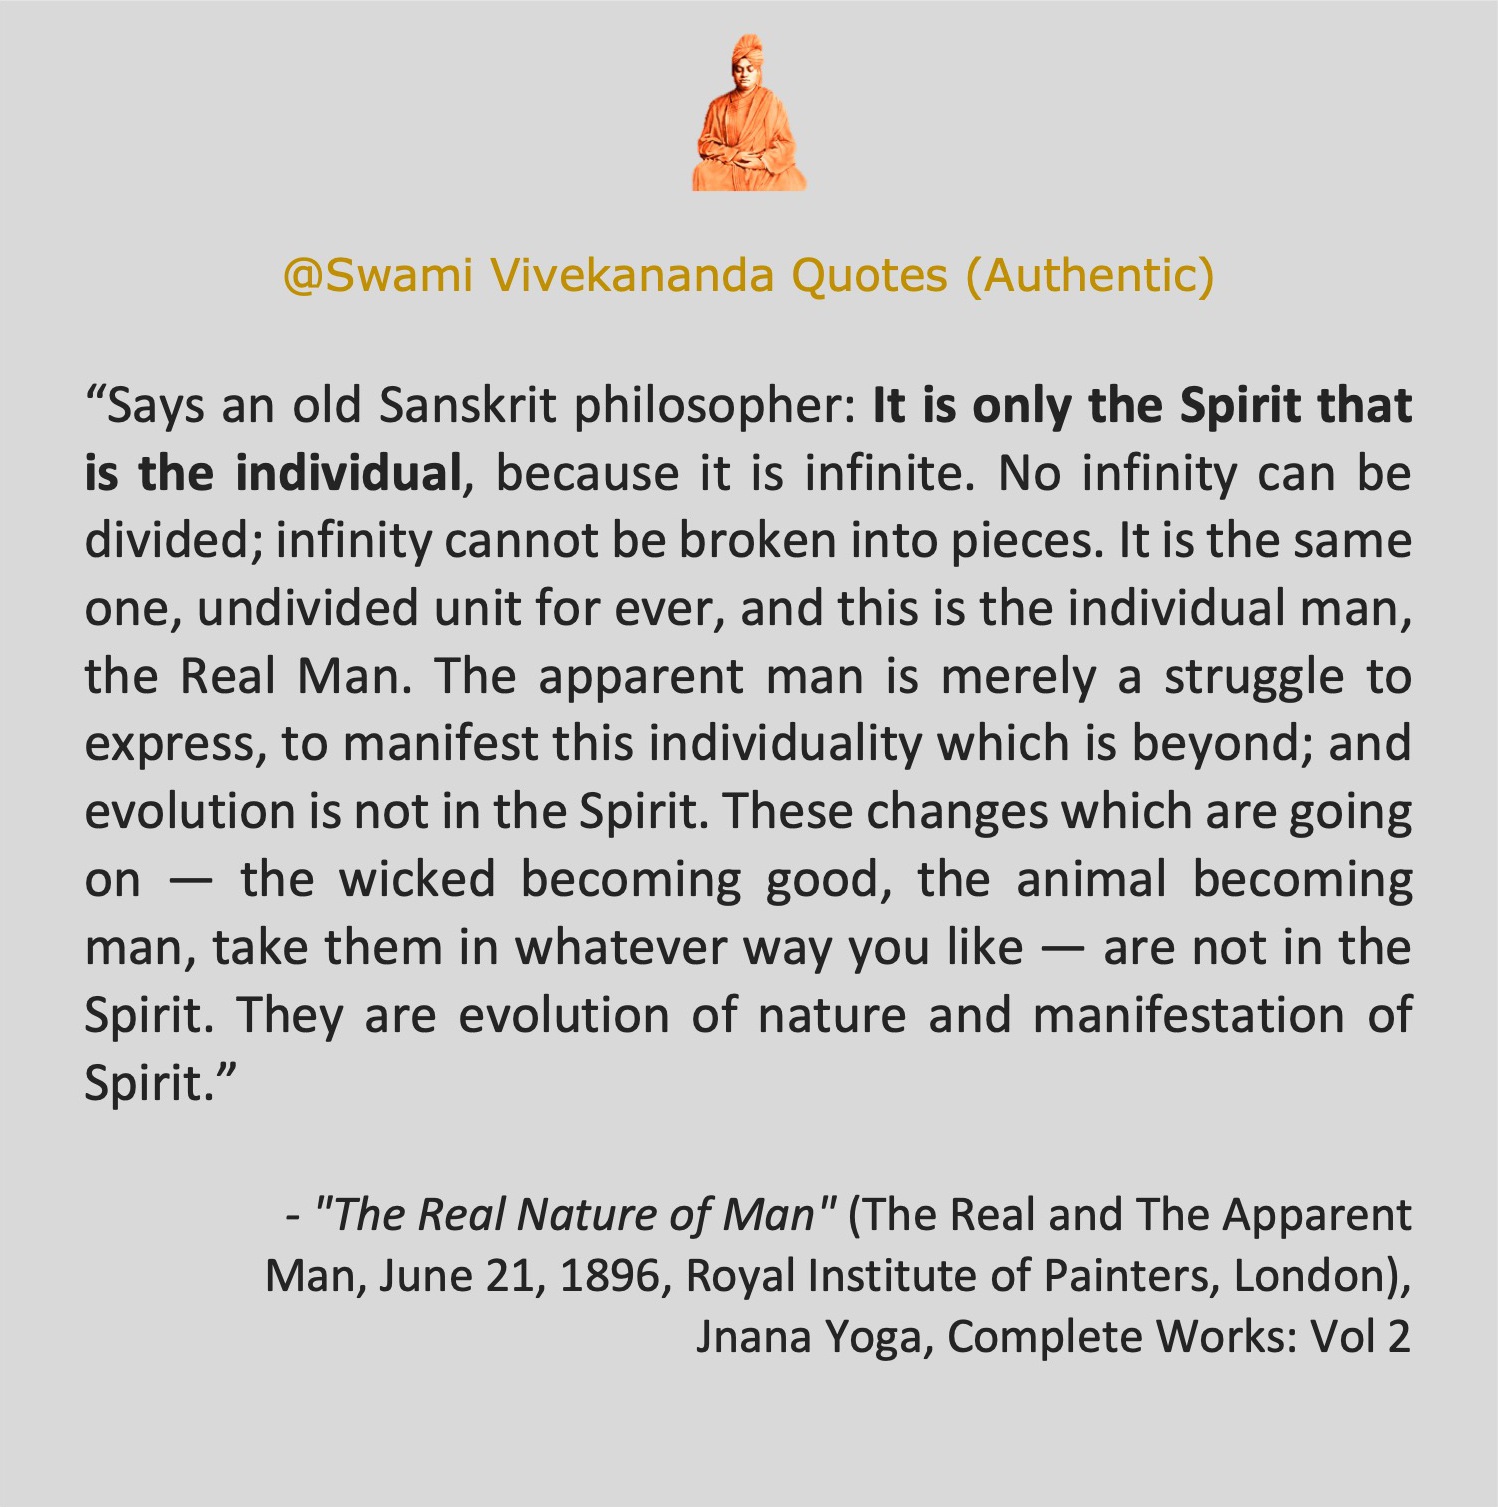 @Swami Vivekananda Quotes (Authentic)
“Says an old Sanskrit philosopher: It is only the Spirit that
is the individual, because it is infinite. No infinity can be
divided; infinity cannot be broken into pieces. It is the same
one, undivided unit for ever, and this is the individual man,
the Real Man. The apparent man is merely a struggle to
express, to manifest this individuality which is beyond; and
evolution is not in the Spirit. These changes which are going
on — the wicked becoming good, the animal becoming
man, take them in whatever way you like — are not in the
Spirit. They are evolution of nature and manifestation of
Spirit.”
- "The Real Nature of Man" (The Real and The Apparent
Man, June 21, 1896, Royal Institute of Painters, London),
Jnana Yoga, Complete Works: Vol 2